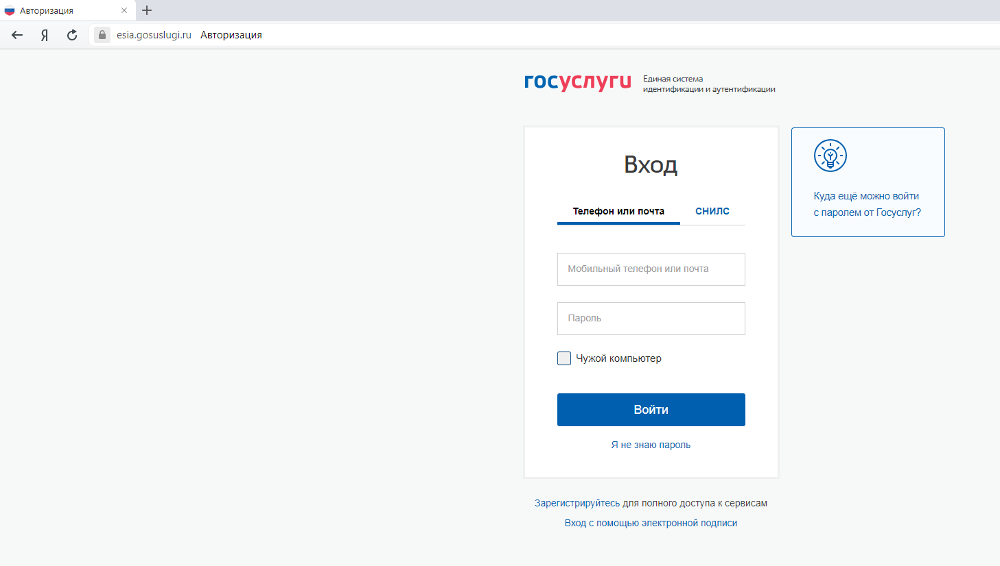 Авторизация
Я
esia.gosuslugi.ru Авторизация
госуслуги
Единая система
идентификации и аутентификации
Вход
Телефон или почта
СНИЛС
Мобильный телефон или почта
Пароль
Чужой компьютер
Войти
Я не знаю пароль
Куда ещё можно войти
с паролем от Госуслуг?
Зарегистрируйтесь для полного доступа к сервисам
Вход с помощью электронной подписи